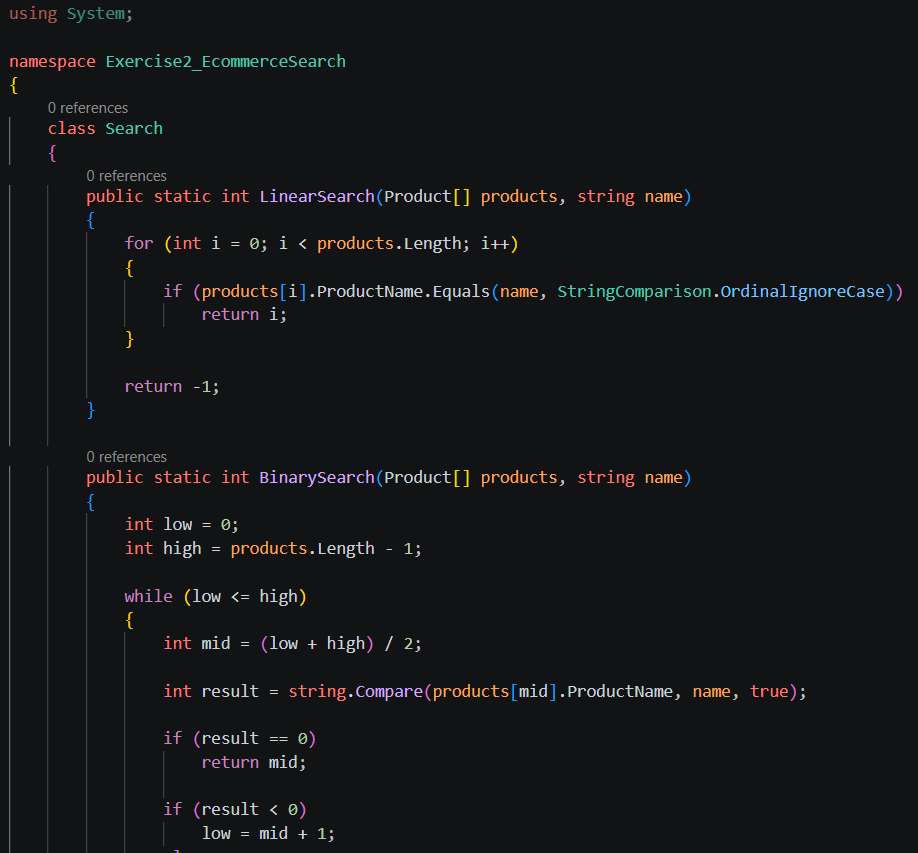 using System;
namespace Exercise2_EcommerceSearch
{
0 references
class Search
{
0 references
public static int LinearSearch(Product[] products, string name)
{
for (int i = 0; i < products.Length; i++)
{
if (products[i].ProductName.Equals(name, StringComparison.OrdinalIgnoreCase))
return i;
}
return -1;
}
0 references
public static int BinarySearch(Product[] products, string name)
{
int low = 0;
int high = products.Length - 1;
while (low <= high)
{
int mid = (low + high) / 2;
int result = string.Compare(products[mid].ProductName, name, true);
if (result == 0)
return mid;
if (result < 0)
low = mid + 1;